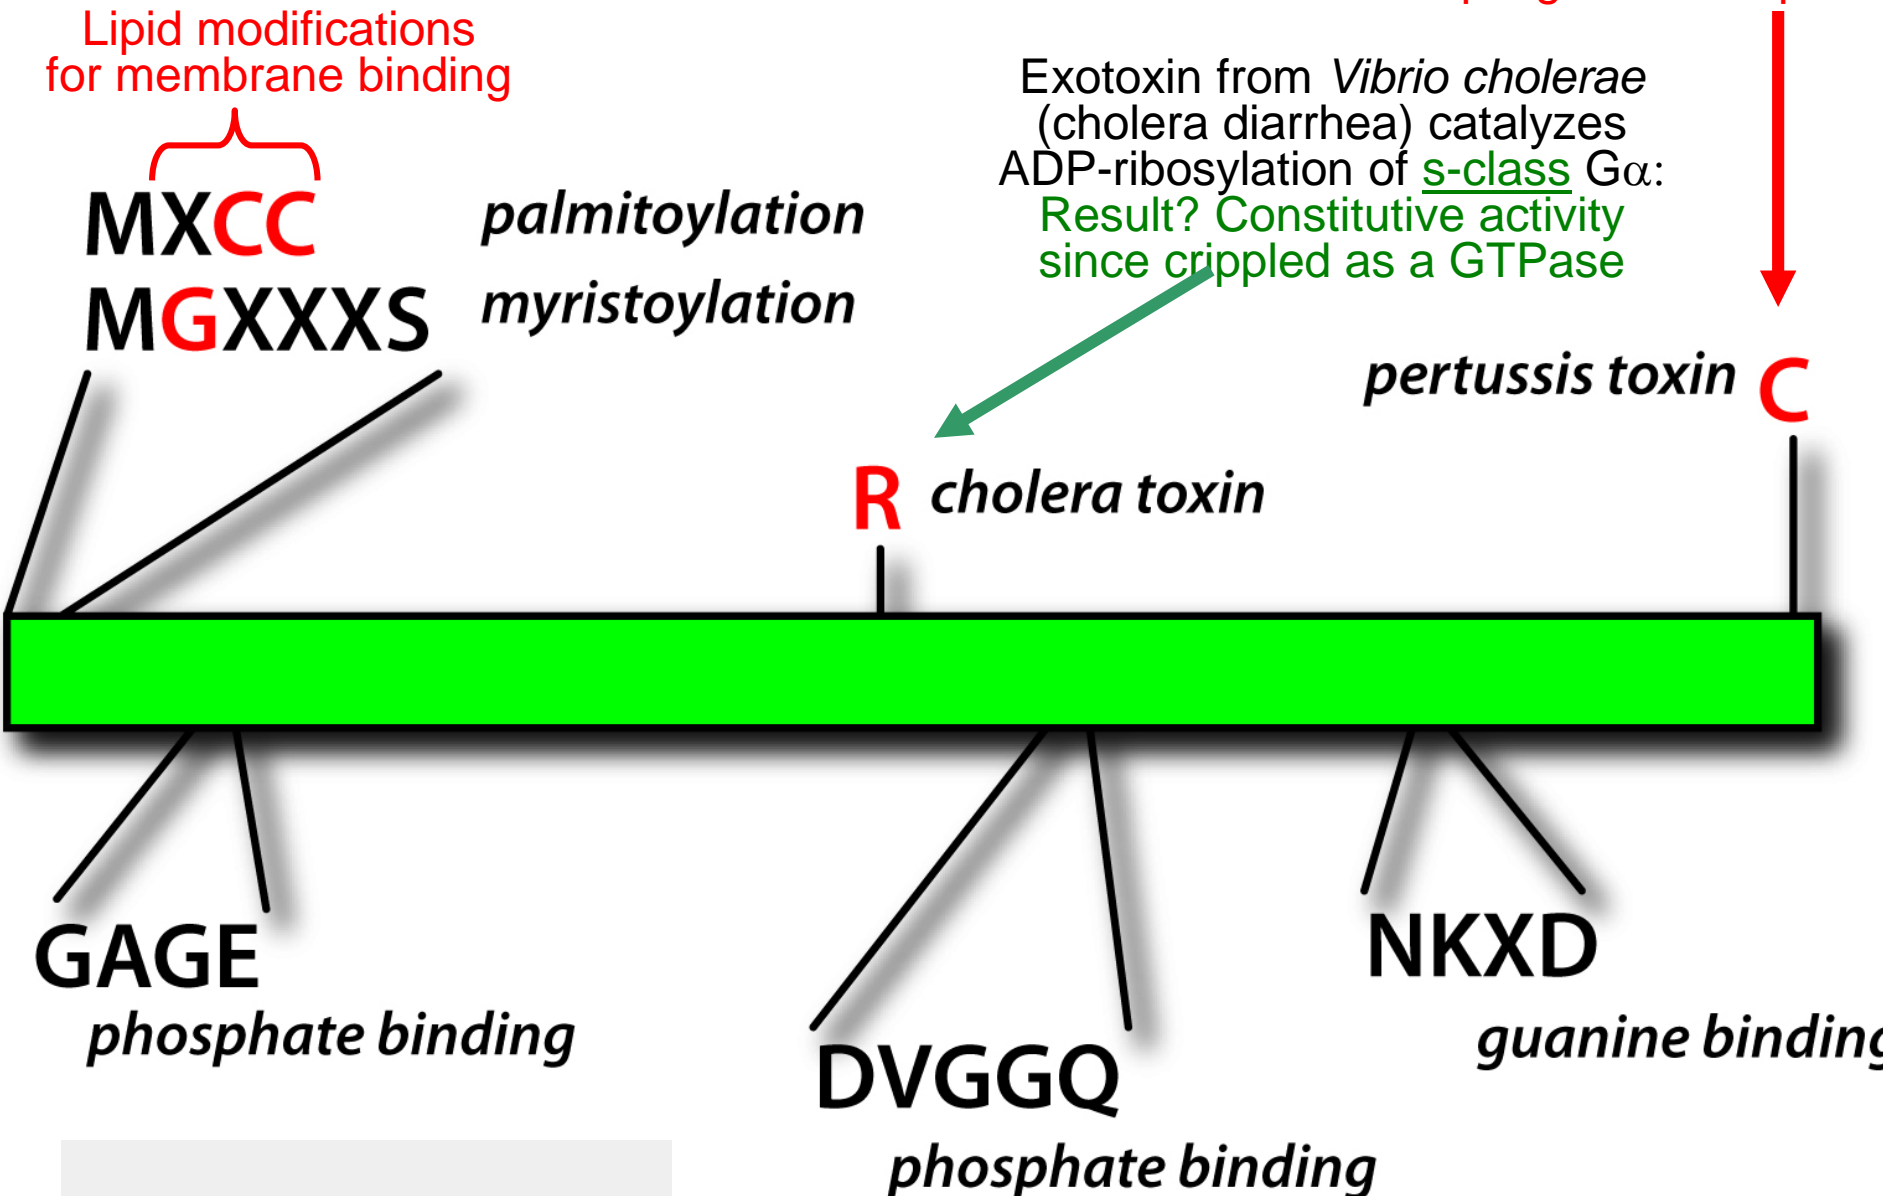 Lipid modifications
for membrane binding
Exotoxin from Vibrio cholerae
(cholera diarrhea) catalyzes
ADP-ribosylation of s-class Gα:
Result? Constitutive activity
since crippled as a GTPase
MXCC palmitoylation
MGXXXS myristoylation
pertussis toxin C
R cholera toxin
GAGE
phosphate binding
DVGGQ
phosphate binding
NKXD
guanine binding